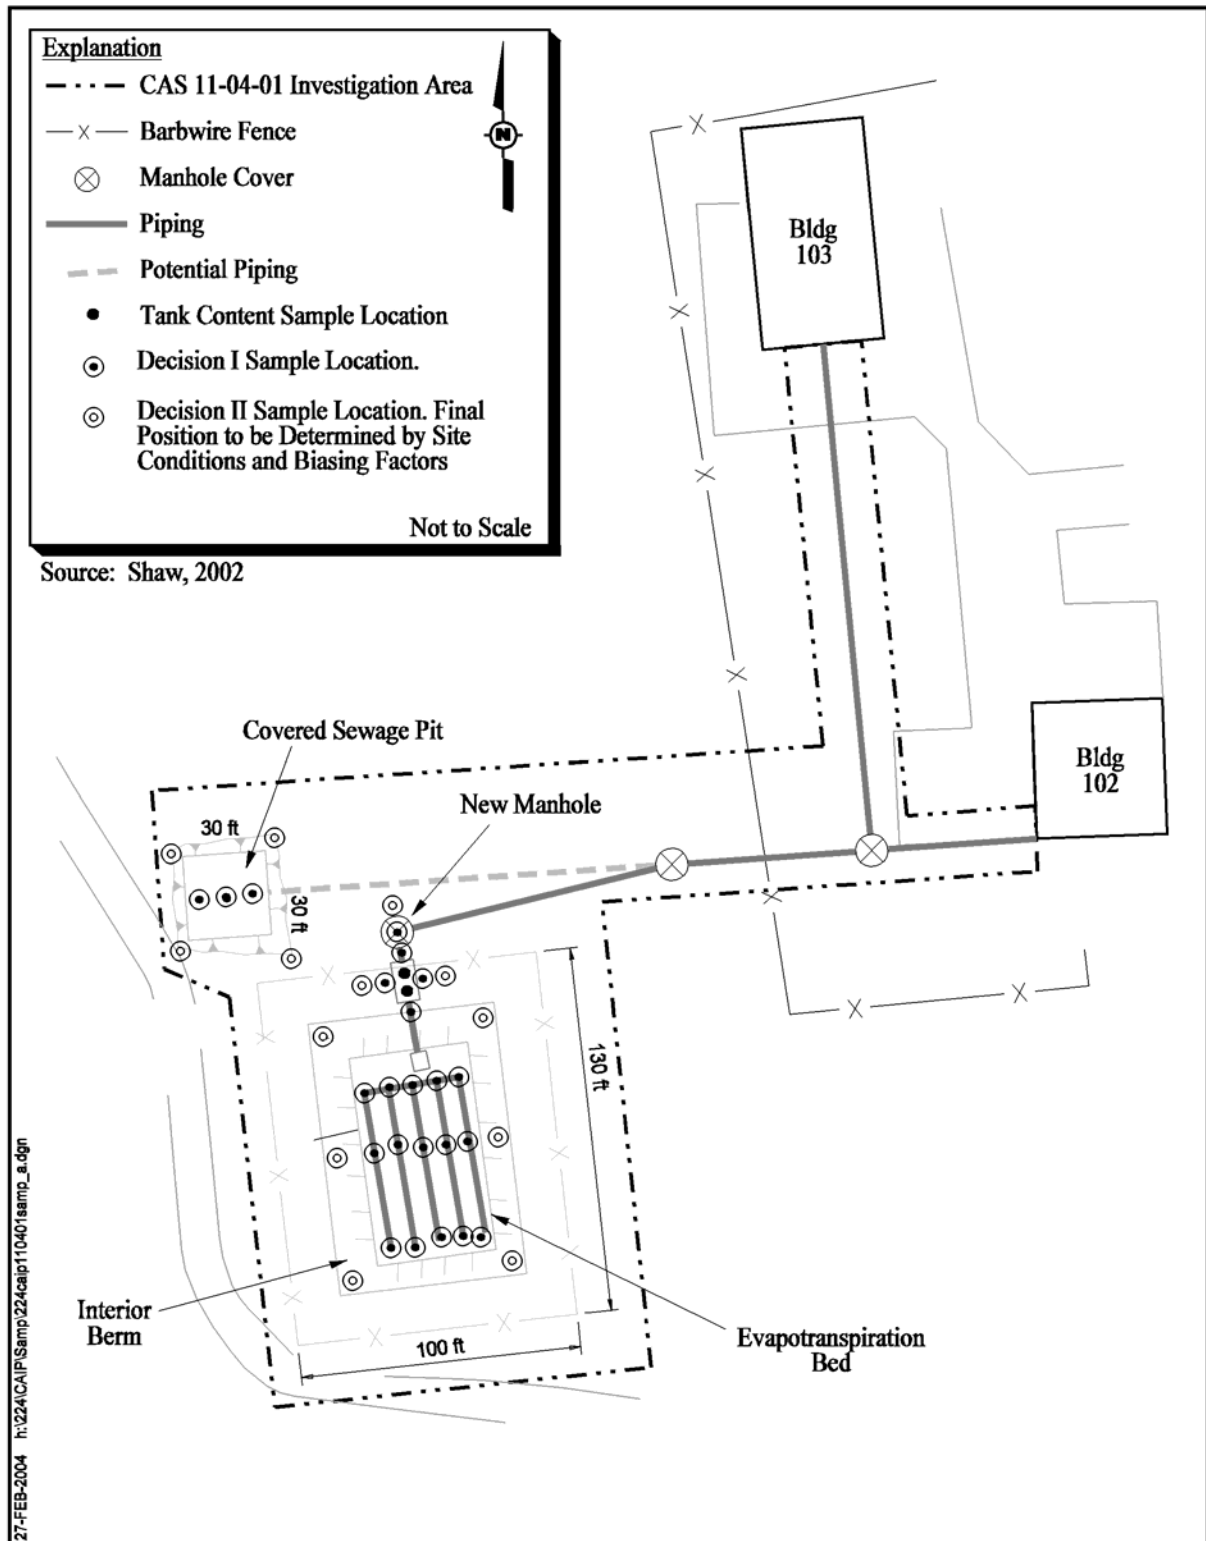 Explanation
CAS 11-04-01 Investigation Area
X Barbwire Fence
Manhole Cover
Piping
Potential Piping
Tank Content Sample Location
Decision I Sample Location.
Decision II Sample Location. Final
Position to be Determined by Site
Conditions and Biasing Factors
Not to Scale
N
Source: Shaw, 2002
Bldg
103
Bldg
102
Covered Sewage Pit
New Manhole
30 ft
30 ft
130 ft
100 ft
Interior
Berm
Evapotranspiration
Bed
27-FEB-2004 h:\224\CAIP\Samp\224caip110401samp_a.dgn